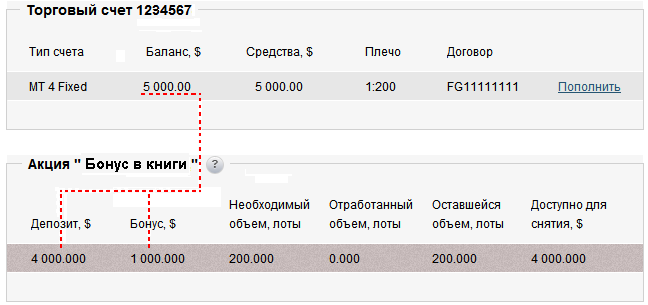 Торговый счет 1234567
Тип счета Баланс, $ Средства, $ Плечо Договор
MT 4 Fixed 5 000.00 5 000.00 1:200 FG11111111 Пополнить
Акция " Бонус в книги " ?
Депозит, $ Бонус, $ Необходимый объем, лоты Отработанный объем, лоты Оставшейся объем, лоты Доступно для снятия, $
4 000.000 1 000.000 200.000 0.000 200.000 4 000.000